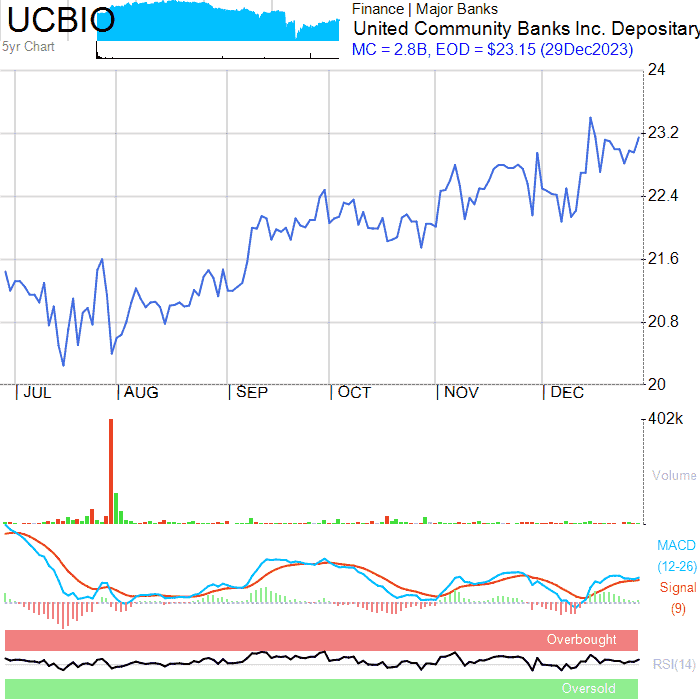 UCBIO
5yr Chart
Finance | Major Banks
United Community Banks Inc. Depositary
MC = 2.8B, EOD = $23.15 (29Dec2023)
24
23.2
22.4
21.6
20.8
20
JUL
AUG
SEP
OCT
NOV
DEC
402k
Volume
MACD
(12-26)
Signal
(9)
Overbought
RSI(14)
Oversold